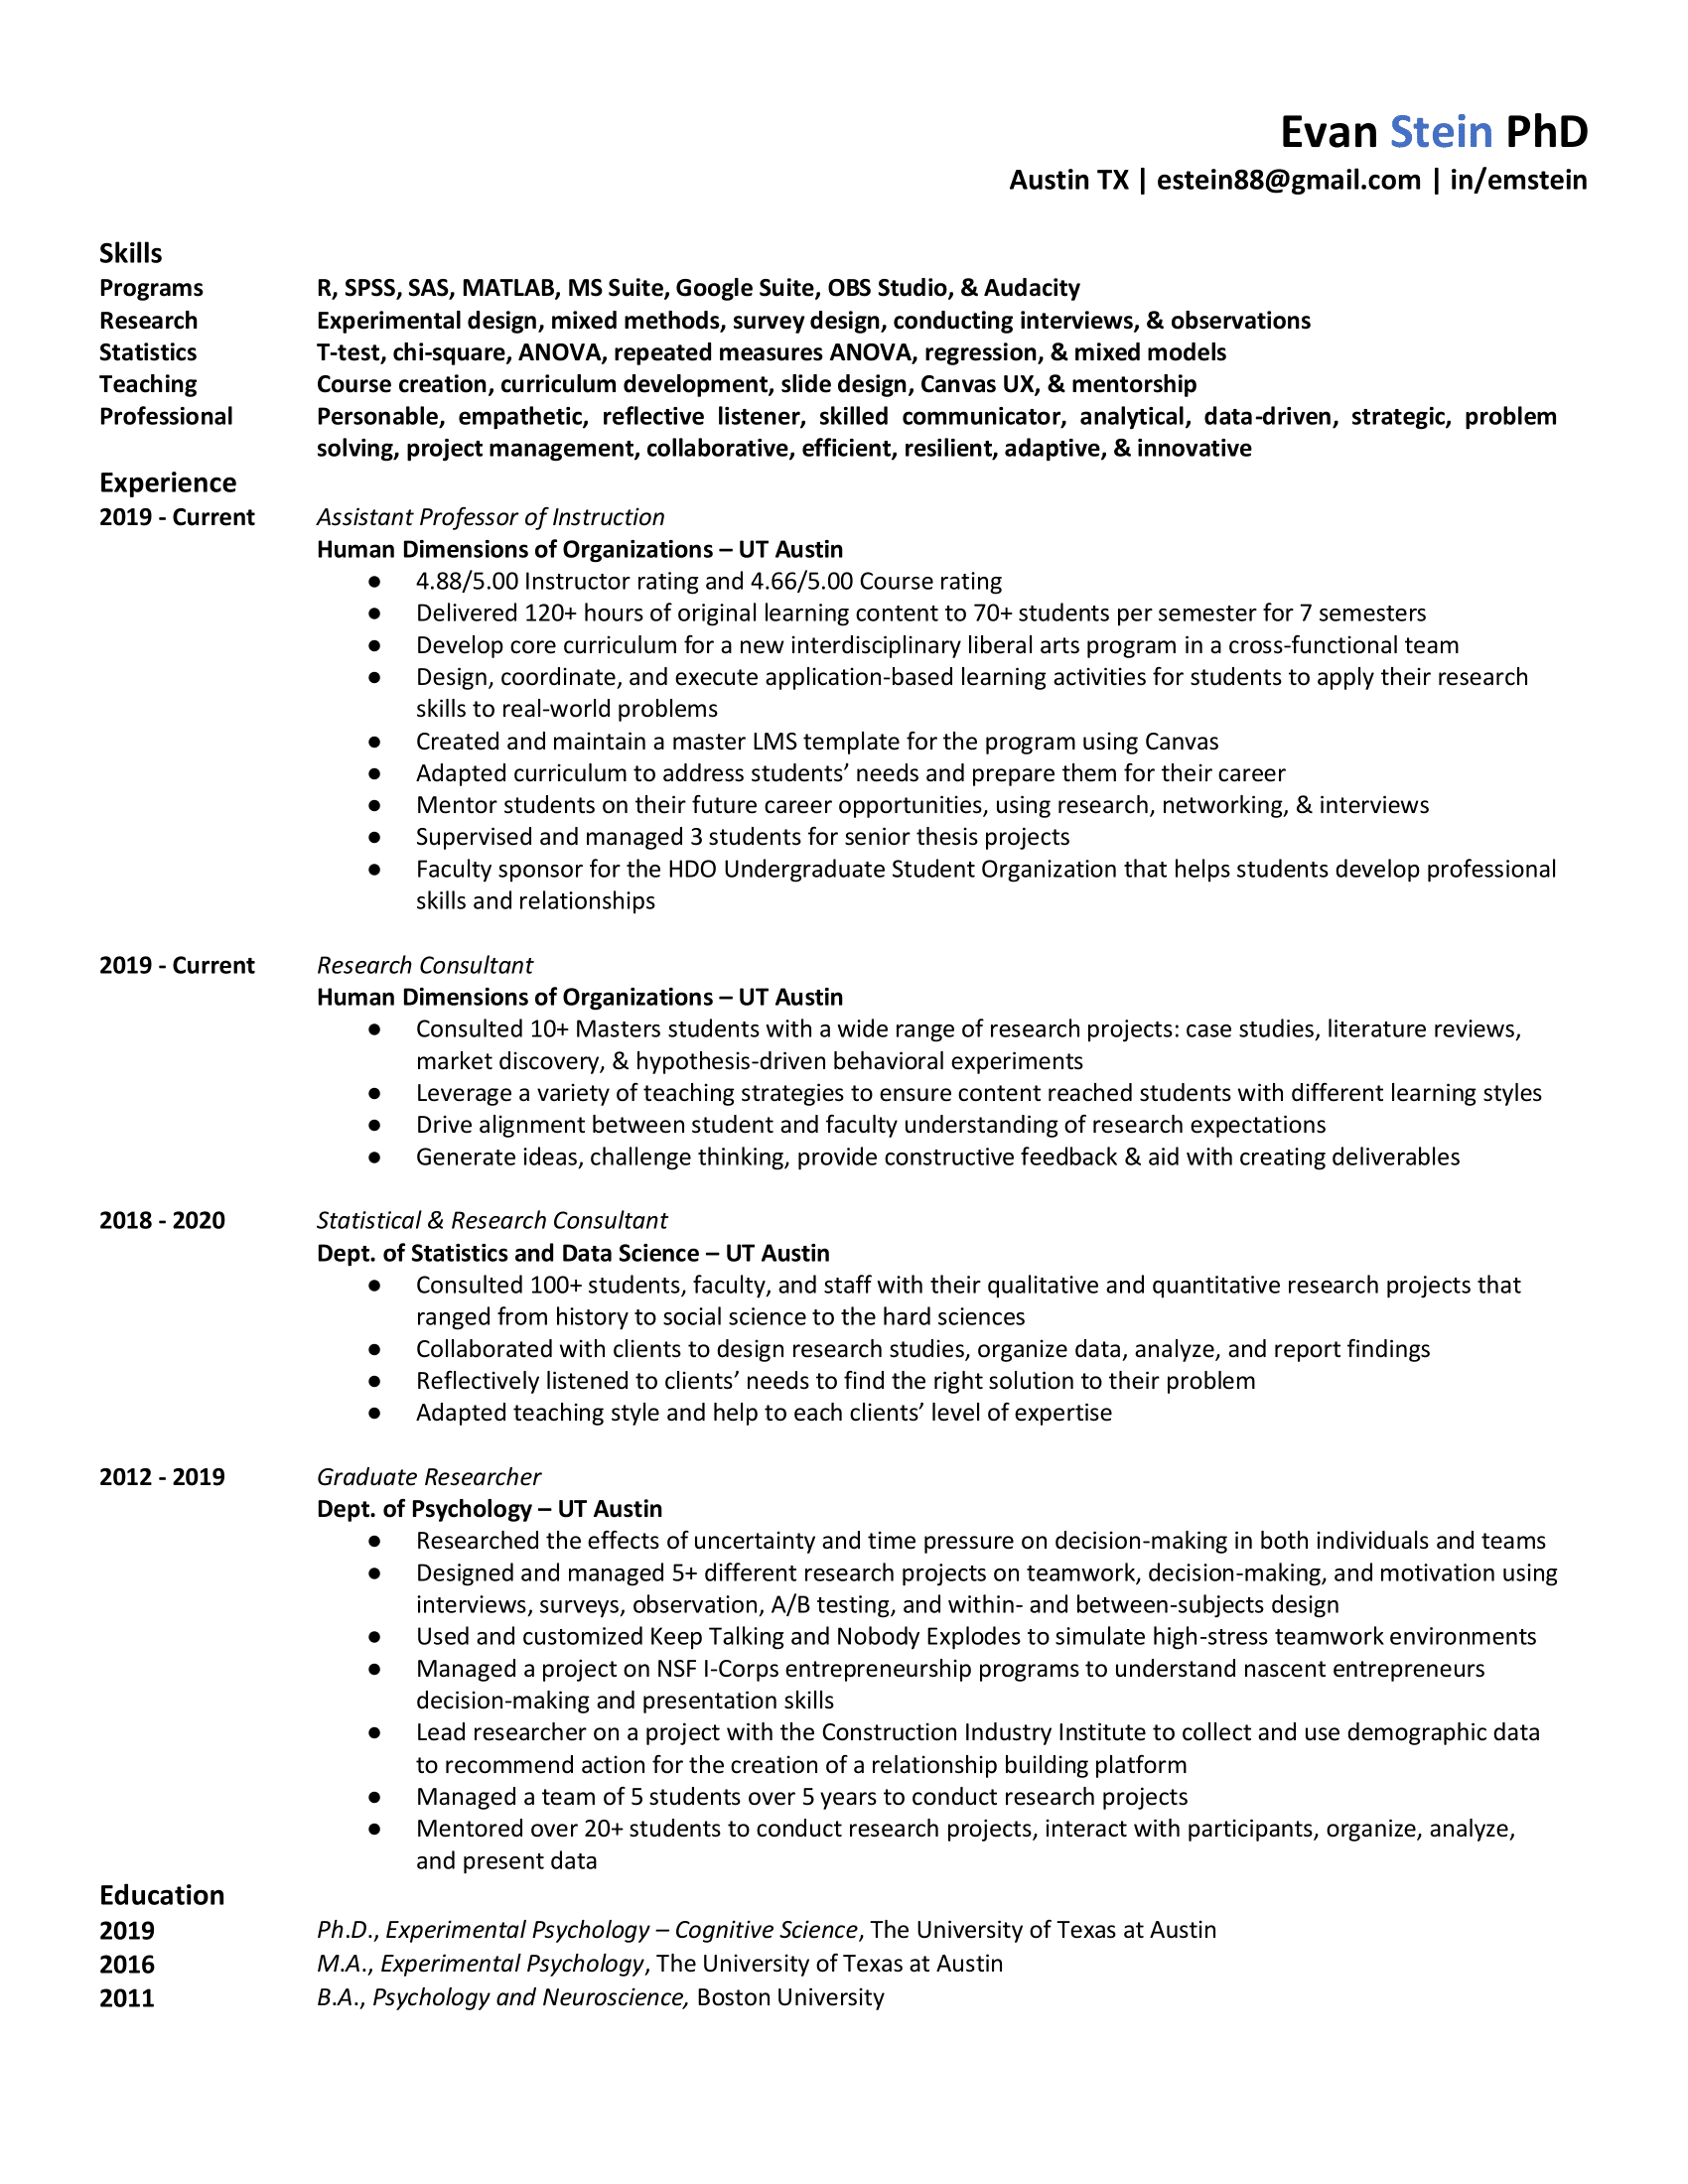 Evan Stein PhD
Austin TX | estein88@gmail.com | in/emstein
Skills
Programs R, SPSS, SAS, MATLAB, MS Suite, Google Suite, OBS Studio, & Audacity
Research Experimental design, mixed methods, survey design, conducting interviews, & observations
Statistics T-test, chi-square, ANOVA, repeated measures ANOVA, regression, & mixed models
Teaching Course creation, curriculum development, slide design, Canvas UX, & mentorship
Professional Personable, empathetic, reflective listener, skilled communicator, analytical, data-driven, strategic, problem
solving, project management, collaborative, efficient, resilient, adaptive, & innovative
Experience
2019 - Current Assistant Professor of Instruction
Human Dimensions of Organizations – UT Austin
● 4.88/5.00 Instructor rating and 4.66/5.00 Course rating
● Delivered 120+ hours of original learning content to 70+ students per semester for 7 semesters
● Develop core curriculum for a new interdisciplinary liberal arts program in a cross-functional team
● Design, coordinate, and execute application-based learning activities for students to apply their research
skills to real-world problems
● Created and maintain a master LMS template for the program using Canvas
● Adapted curriculum to address students’ needs and prepare them for their career
● Mentor students on their future career opportunities, using research, networking, & interviews
● Supervised and managed 3 students for senior thesis projects
● Faculty sponsor for the HDO Undergraduate Student Organization that helps students develop professional
skills and relationships
2019 - Current Research Consultant
Human Dimensions of Organizations – UT Austin
● Consulted 10+ Masters students with a wide range of research projects: case studies, literature reviews,
market discovery, & hypothesis-driven behavioral experiments
● Leverage a variety of teaching strategies to ensure content reached students with different learning styles
● Drive alignment between student and faculty understanding of research expectations
● Generate ideas, challenge thinking, provide constructive feedback & aid with creating deliverables
2018 - 2020 Statistical & Research Consultant
Dept. of Statistics and Data Science – UT Austin
● Consulted 100+ students, faculty, and staff with their qualitative and quantitative research projects that
ranged from history to social science to the hard sciences
● Collaborated with clients to design research studies, organize data, analyze, and report findings
● Reflectively listened to clients’ needs to find the right solution to their problem
● Adapted teaching style and help to each clients’ level of expertise
2012 - 2019 Graduate Researcher
Dept. of Psychology – UT Austin
● Researched the effects of uncertainty and time pressure on decision-making in both individuals and teams
● Designed and managed 5+ different research projects on teamwork, decision-making, and motivation using
interviews, surveys, observation, A/B testing, and within- and between-subjects design
● Used and customized Keep Talking and Nobody Explodes to simulate high-stress teamwork environments
● Managed a project on NSF I-Corps entrepreneurship programs to understand nascent entrepreneurs
decision-making and presentation skills
● Lead researcher on a project with the Construction Industry Institute to collect and use demographic data
to recommend action for the creation of a relationship building platform
● Managed a team of 5 students over 5 years to conduct research projects
● Mentored over 20+ students to conduct research projects, interact with participants, organize, analyze,
and present data
Education
2019 Ph.D., Experimental Psychology – Cognitive Science, The University of Texas at Austin
2016 M.A., Experimental Psychology, The University of Texas at Austin
2011 B.A., Psychology and Neuroscience, Boston University